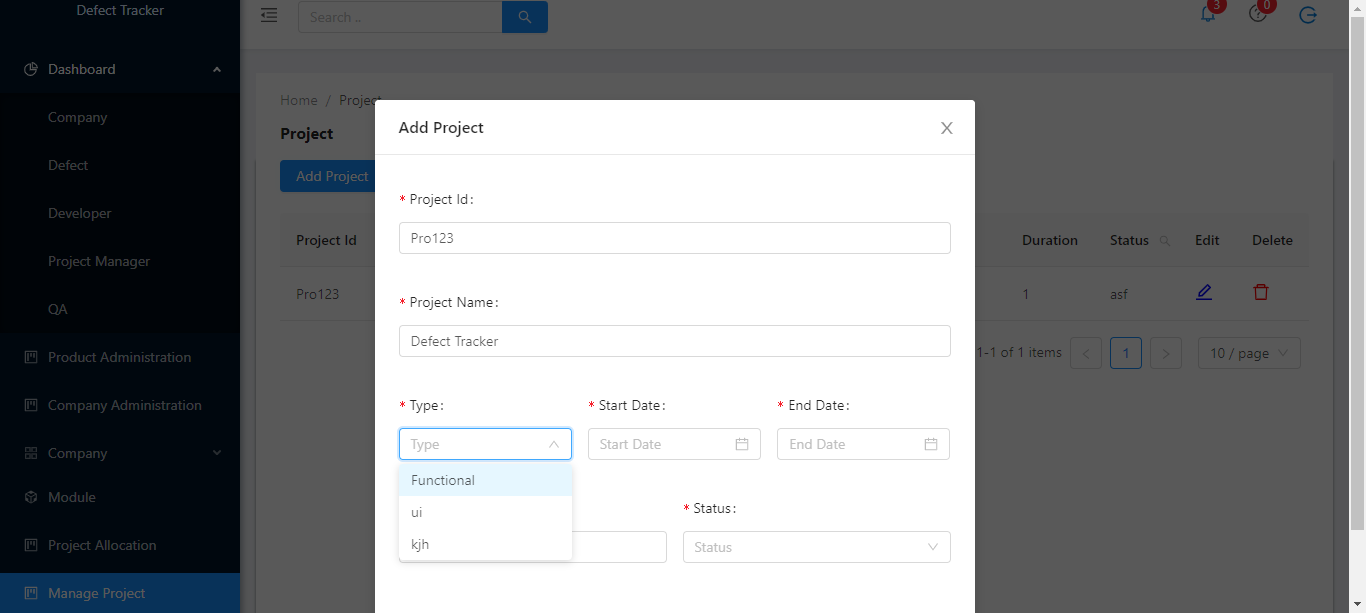 Defect Tracker
Search ..
3
0
Dashboard
Company
Defect
Developer
Project Manager
QA
Product Administration
Company Administration
Company
Module
Project Allocation
Manage Project
Home / Project
Project
Add Project
Project Id
Duration
Status
Edit
Delete
Pro123
1
asf
1-1 of 1 items
<
1
>
10 / page
Add Project
* Project Id:
Pro123
* Project Name:
Defect Tracker
* Type:
* Start Date:
* End Date:
Type
Start Date
End Date
Functional
ui
kjh
* Status:
Status